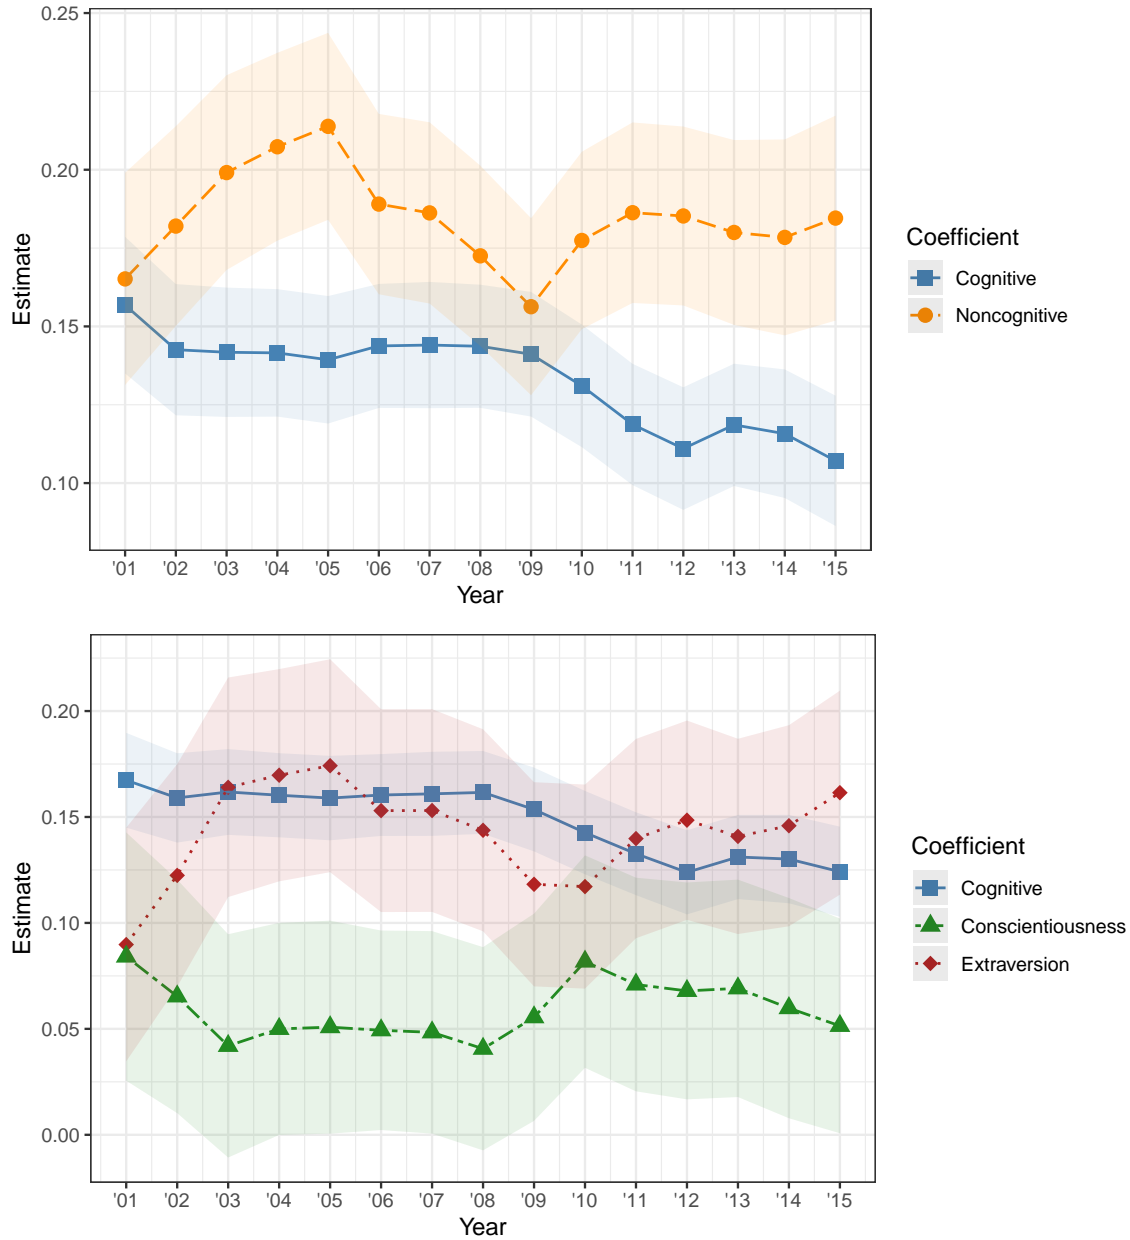 0.25
0.20
0.15
0.10
Estimate
'01 '02 '03 '04 '05 '06 '07 '08 '09 '10 '11 '12 '13 '14 '15
Year
Coefficient
Cognitive
Noncognitive
0.20
0.15
0.10
0.05
0.00
Estimate
'01 '02 '03 '04 '05 '06 '07 '08 '09 '10 '11 '12 '13 '14 '15
Year
Coefficient
Cognitive
Conscientiousness
Extraversion